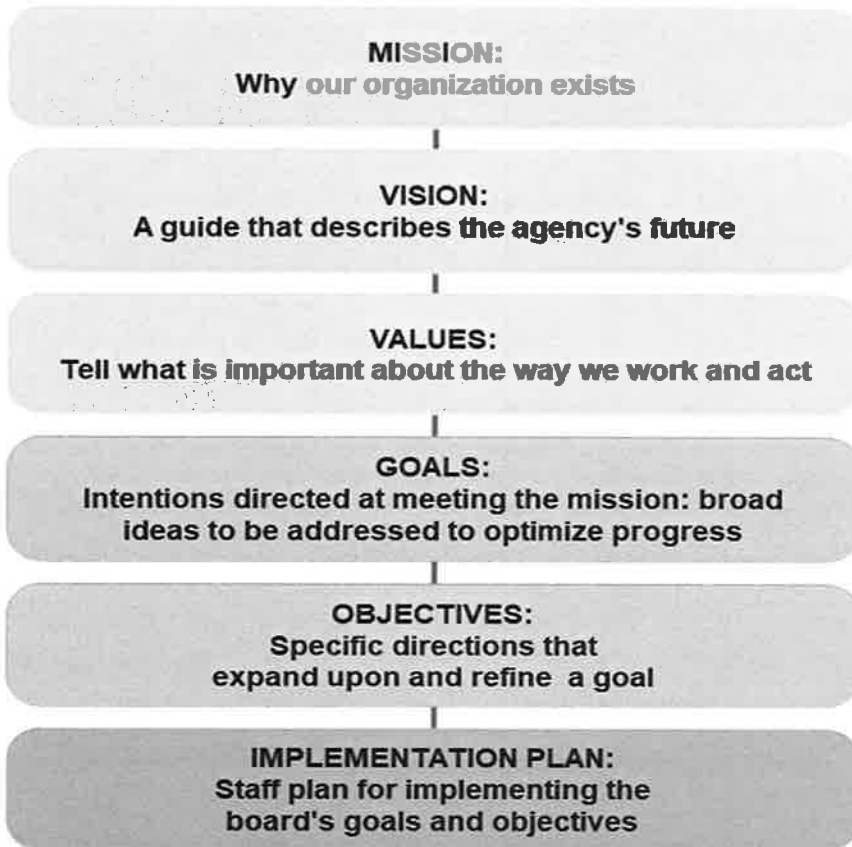 MISSION:
Why our organization exists
VISION:
A guide that describes the agency's future
VALUES:
Tell what is important about the way we work and act
GOALS:
Intentions directed at meeting the mission: broad
ideas to be addressed to optimize progress
OBJECTIVES:
Specific directions that
expand upon and refine a goal
IMPLEMENTATION PLAN:
Staff plan for implementing the
board's goals and objectives